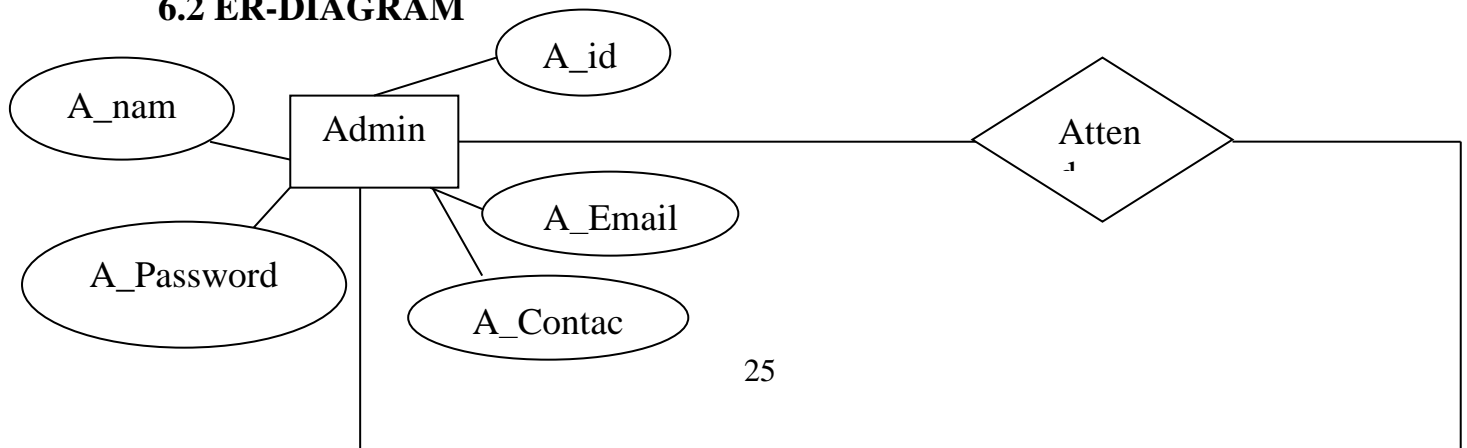 6.2 ER-DIAGRAM
A_id
A_nam
Admin
Atten
A_Email
A_Password
A_Contac
25